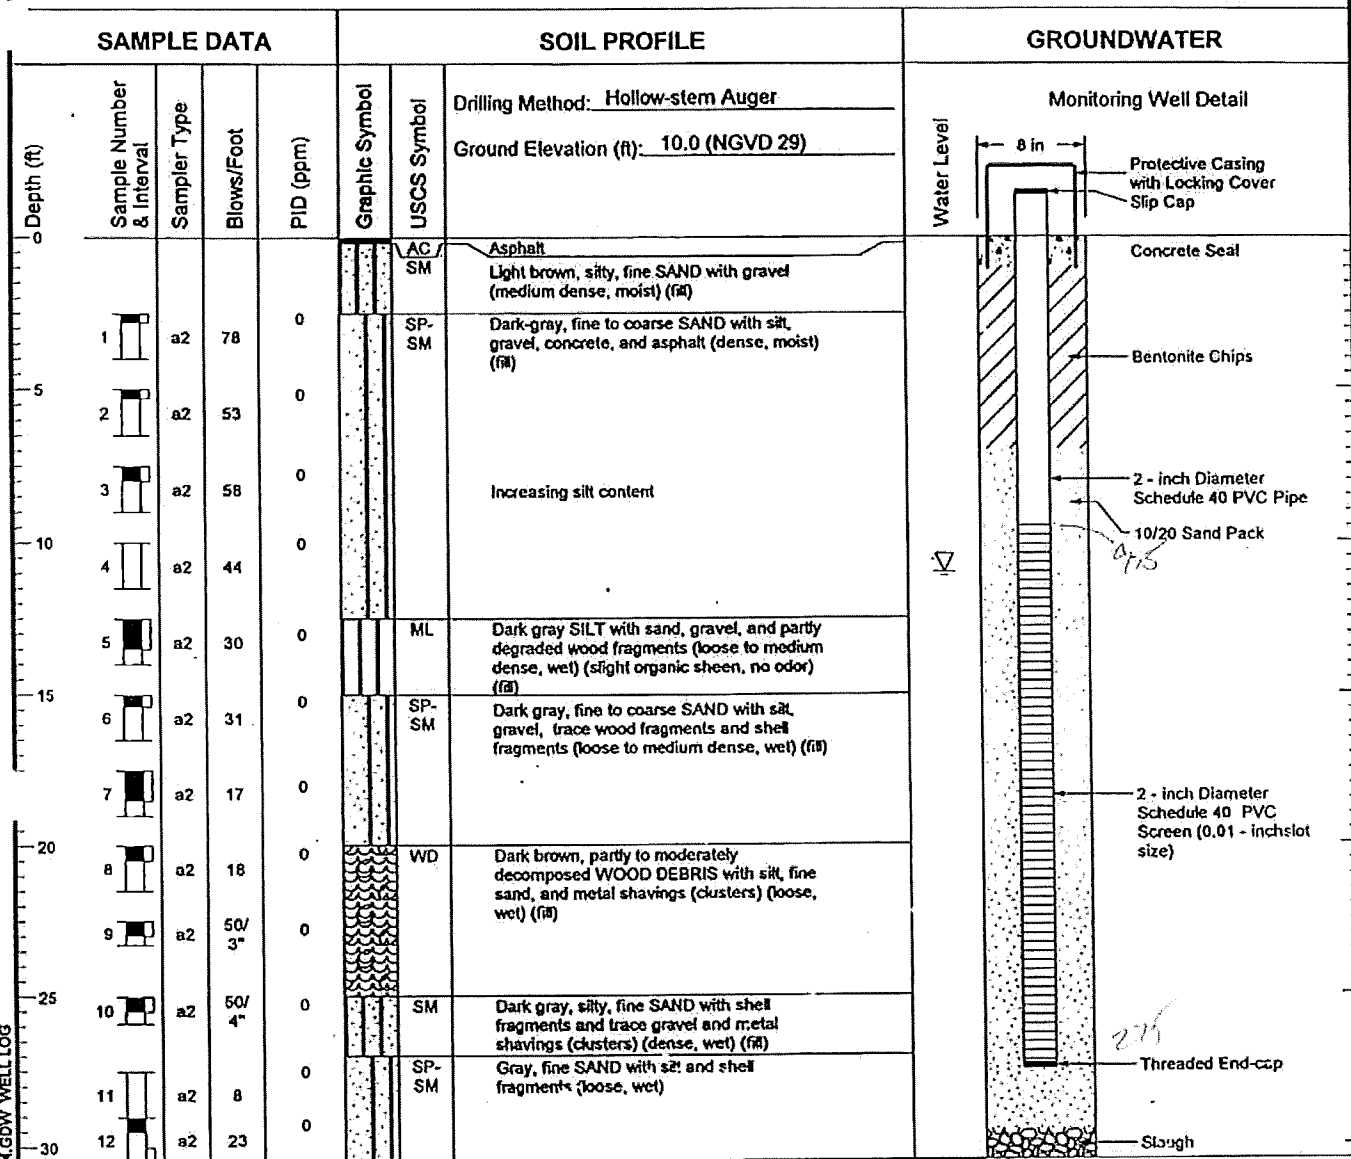 SAMPLE DATA
SOIL PROFILE
GROUNDWATER
Depth (ft)
Sample Number
& Interval
Sampler Type
Blows/Foot
PID (ppm)
Graphic Symbol
USCS Symbol
Drilling Method: Hollow-stem Auger
Ground Elevation (ft): 10.0 (NGVD 29)
Water Level
Monitoring Well Detail
8 in
Protective Casing
with Locking Cover
Slip Cap
0
AC
Asphalt
Concrete Seal
SM
Light brown, silty, fine SAND with gravel
(medium dense, moist) (fill)
1
a2
78
0
SP-
SM
Dark-gray, fine to coarse SAND with silt,
gravel, concrete, and asphalt (dense, moist)
(fill)
Bentonite Chips
5
2
a2
53
0
3
a2
58
0
Increasing silt content
2 - inch Diameter
Schedule 40 PVC Pipe
10/20 Sand Pack
9.5
10
4
a2
44
0
5
a2
30
0
ML
Dark gray SILT with sand, gravel, and partly
degraded wood fragments (loose to medium
dense, wet) (slight organic sheen, no odor)
(fill)
15
6
a2
31
0
SP-
SM
Dark gray, fine to coarse SAND with silt,
gravel, trace wood fragments and shell
fragments (loose to medium dense, wet) (fill)
7
a2
17
0
2 - inch Diameter
Schedule 40 PVC
Screen (0.01 - inchslot
size)
20
8
a2
18
0
WD
Dark brown, partly to moderately
decomposed WOOD DEBRIS with silt, fine
sand, and metal shavings (clusters) (loose,
wet) (fill)
9
a2
50/
3"
0
25
10
a2
50/
4"
0
SM
Dark gray, silty, fine SAND with shell
fragments and trace gravel and metal
shavings (clusters) (dense, wet) (fill)
27.5
Threaded End-cap
11
a2
8
0
SP-
SM
Gray, fine SAND with silt and shell
fragments (loose, wet)
12
a2
23
0
30
Slough
GDW WELL LOG